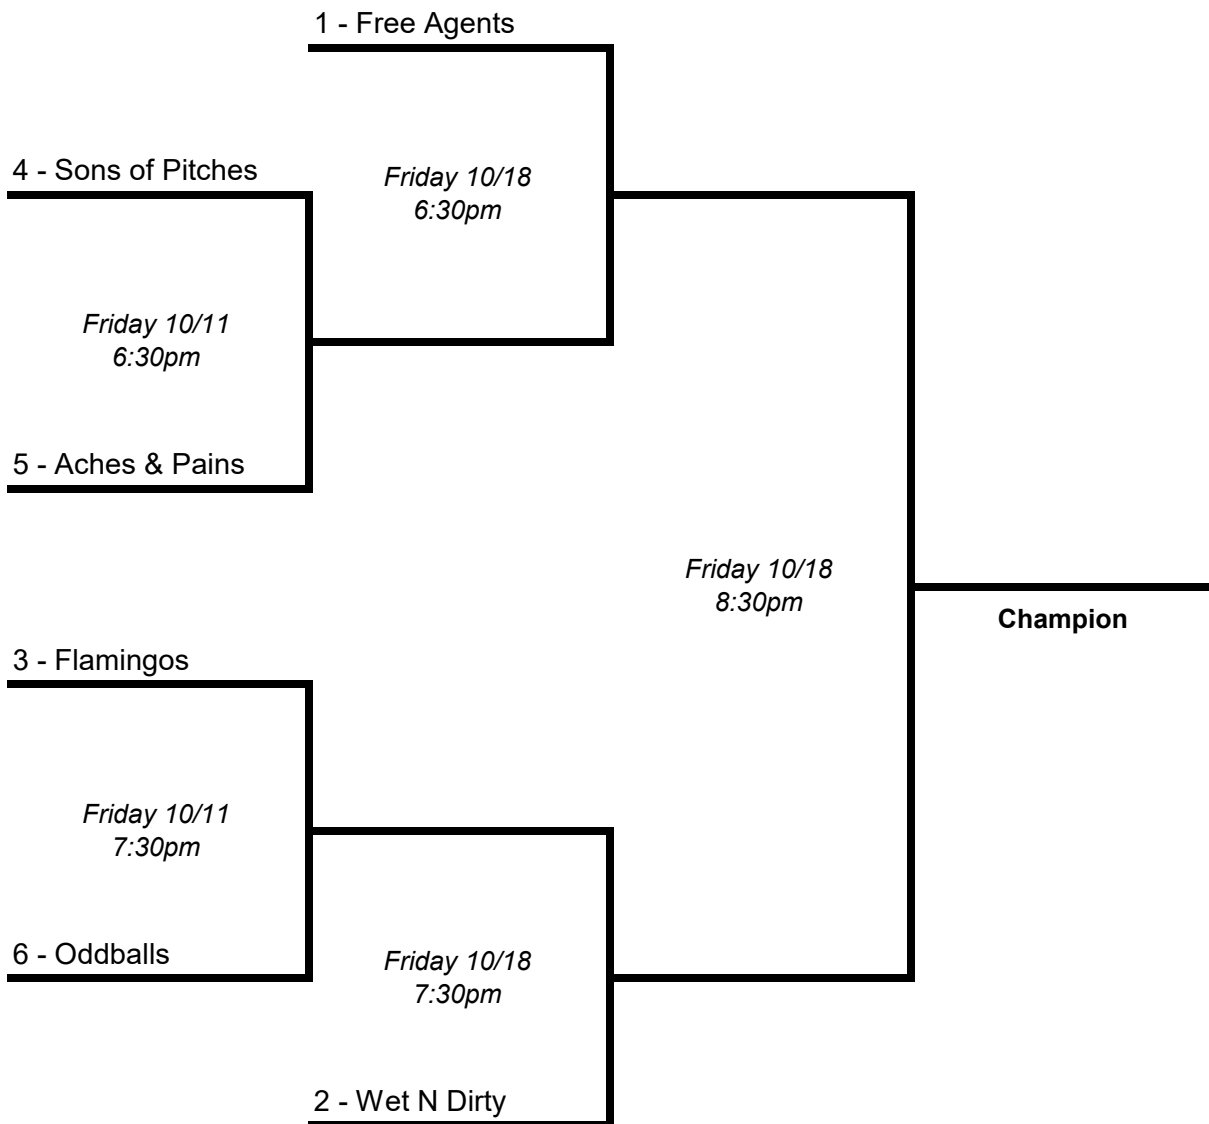 1 - Free Agents
4 - Sons of Pitches
Friday 10/18
6:30pm
Friday 10/11
6:30pm
5 - Aches & Pains
Friday 10/18
8:30pm
Champion
3 - Flamingos
Friday 10/11
7:30pm
6 - Oddballs
Friday 10/18
7:30pm
2 - Wet N Dirty